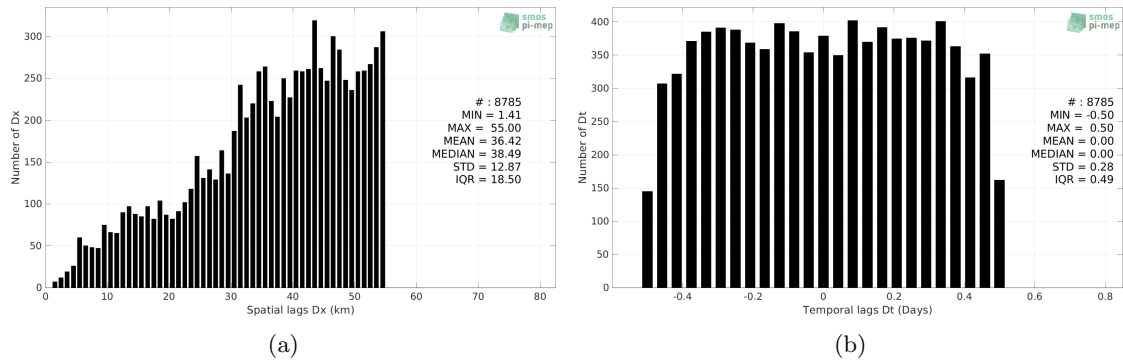 smos
pi-mep
300
250
200
150
100
50
0
Number of Dx
# : 8785
MIN = 1.41
MAX = 55.00
MEAN = 36.42
MEDIAN = 38.49
STD = 12.87
IQR = 18.50
0 10 20 30 40 50 60 70 80
Spatial lags Dx (km)
(a)
smos
pi-mep
400
350
300
250
200
150
100
50
0
Number of Dt
# : 8785
MIN = -0.50
MAX = 0.50
MEAN = 0.00
MEDIAN = 0.00
STD = 0.28
IQR = 0.49
-0.4 -0.2 0 0.2 0.4 0.6 0.8
Temporal lags Dt (Days)
(b)